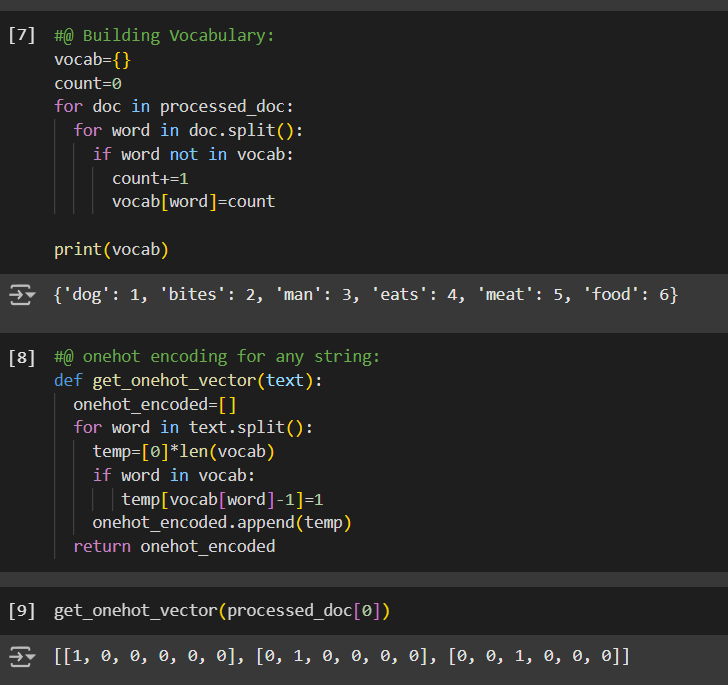 [7] #@ Building Vocabulary:
vocab={}
count=0
for doc in processed_doc:
  for word in doc.split():
    if word not in vocab:
      count+=1
      vocab[word]=count
print(vocab)
{'dog': 1, 'bites': 2, 'man': 3, 'eats': 4, 'meat': 5, 'food': 6}
[8] #@ onehot encoding for any string:
def get_onehot_vector(text):
  onehot_encoded=[]
  for word in text.split():
    temp=[0]*len(vocab)
    if word in vocab:
      temp[vocab[word]-1]=1
    onehot_encoded.append(temp)
  return onehot_encoded
[9] get_onehot_vector(processed_doc[0])
[[1, 0, 0, 0, 0, 0], [0, 1, 0, 0, 0, 0], [0, 0, 1, 0, 0, 0]]